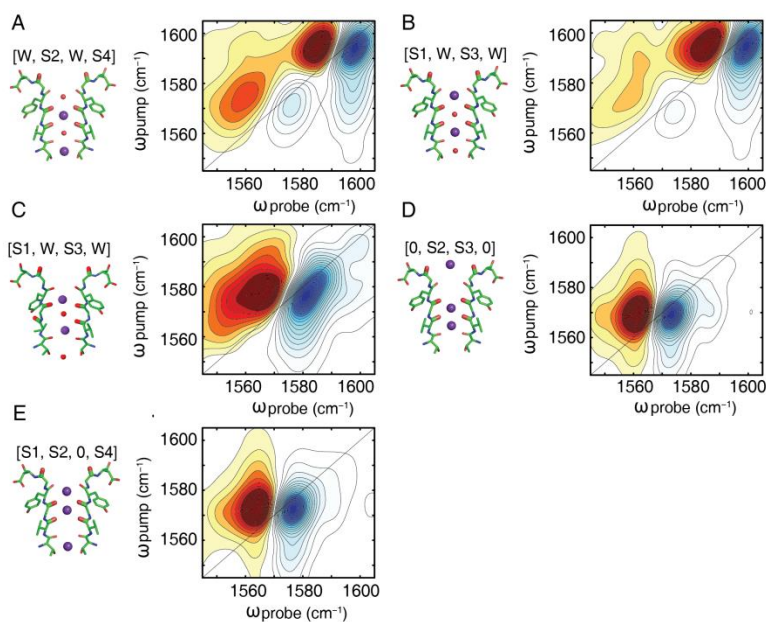 A
[W, S2, W, S4]
ωpump (cm⁻¹)
1600
1580
1560
1560 1580 1600
ωprobe (cm⁻¹)
B
[S1, W, S3, W]
ωpump (cm⁻¹)
1600
1580
1560
1560 1580 1600
ωprobe (cm⁻¹)
C
[S1, W, S3, W]
ωpump (cm⁻¹)
1600
1580
1560
1560 1580 1600
ωprobe (cm⁻¹)
D
[0, S2, S3, 0]
ωpump (cm⁻¹)
1600
1580
1560
1560 1580 1600
ωprobe (cm⁻¹)
E
[S1, S2, 0, S4]
ωpump (cm⁻¹)
1600
1580
1560
1560 1580 1600
ωprobe (cm⁻¹)